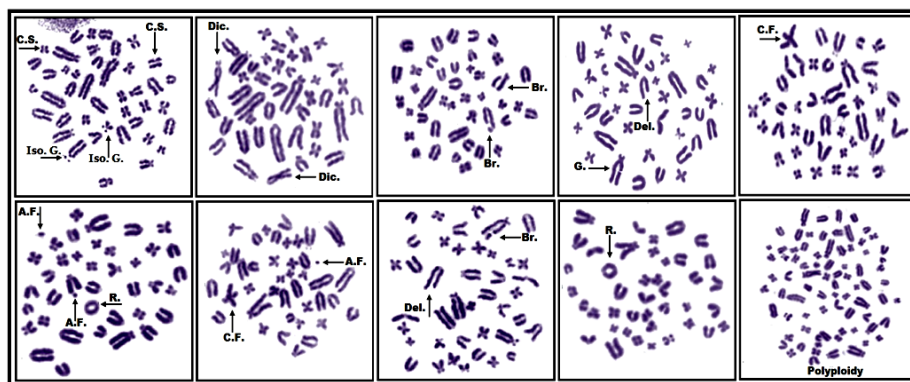 C.S.
C.S.
Iso. G.
Iso. G.
Dic.
Dic.
Br.
Br.
Del.
G.
C.F.
A.F.
A.F.
R.
A.F.
C.F.
Br.
Del.
R.
Polyploidy